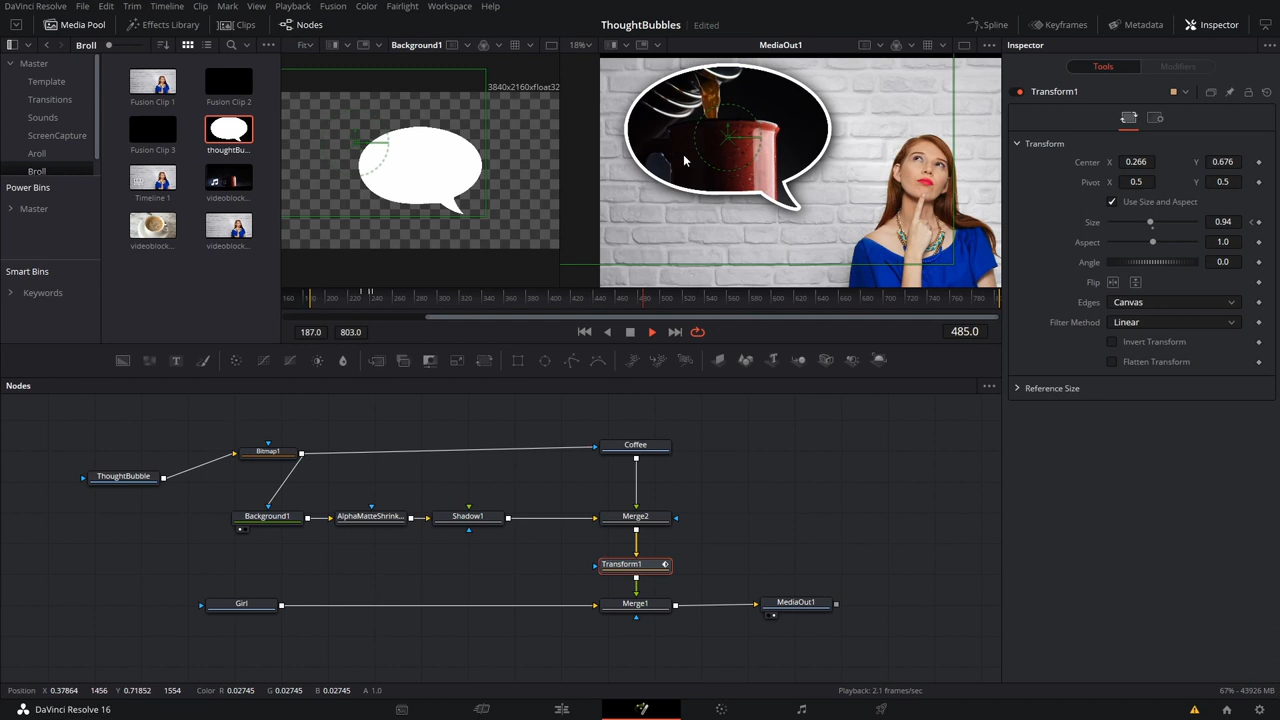 DaVinci Resolve File Edit Trim Timeline Clip Mark View Playback Fusion Color Fairlight Workspace Help
Media Pool Effects Library Clips Nodes ThoughtBubbles Edited Spline Keyframes Metadata Inspector
Broll Fit 18% Background1 MediaOut1 Inspector
Master
Template
Transitions
Sounds
ScreenCapture
Aroll
Broll
Power Bins
Master
Smart Bins
Keywords
Fusion Clip 1 Fusion Clip 2
Fusion Clip 3 thoughtBu...
Timeline 1 videoblock...
videoblock... videoblock...
3840x2160xfloat32
160 180 200 220 240 260 280 300 320 340 360 380 400 420 440 460 480 500 520 540 560 580 600 620 640 660 680 700 720 740 760 780
187.0 803.0 485.0
Tools Modifiers
Transform1
Transform
Center X 0.266 Y 0.676
Pivot X 0.5 Y 0.5
Use Size and Aspect
Size 0.94
Aspect 1.0
Angle 0.0
Flip
Edges Canvas
Filter Method Linear
Invert Transform
Flatten Transform
Reference Size
Nodes
Bitmap1
Coffee
ThoughtBubble
Background1 AlphaMatteShrink... Shadow1 Merge2
Transform1
Girl Merge1 MediaOut1
Position X 0.37864 1456 Y 0.71852 1554 Color R 0.02745 G 0.02745 B 0.02745 A 1.0 Playback: 2.1 frames/sec 67% - 43926 MB
DaVinci Resolve 16